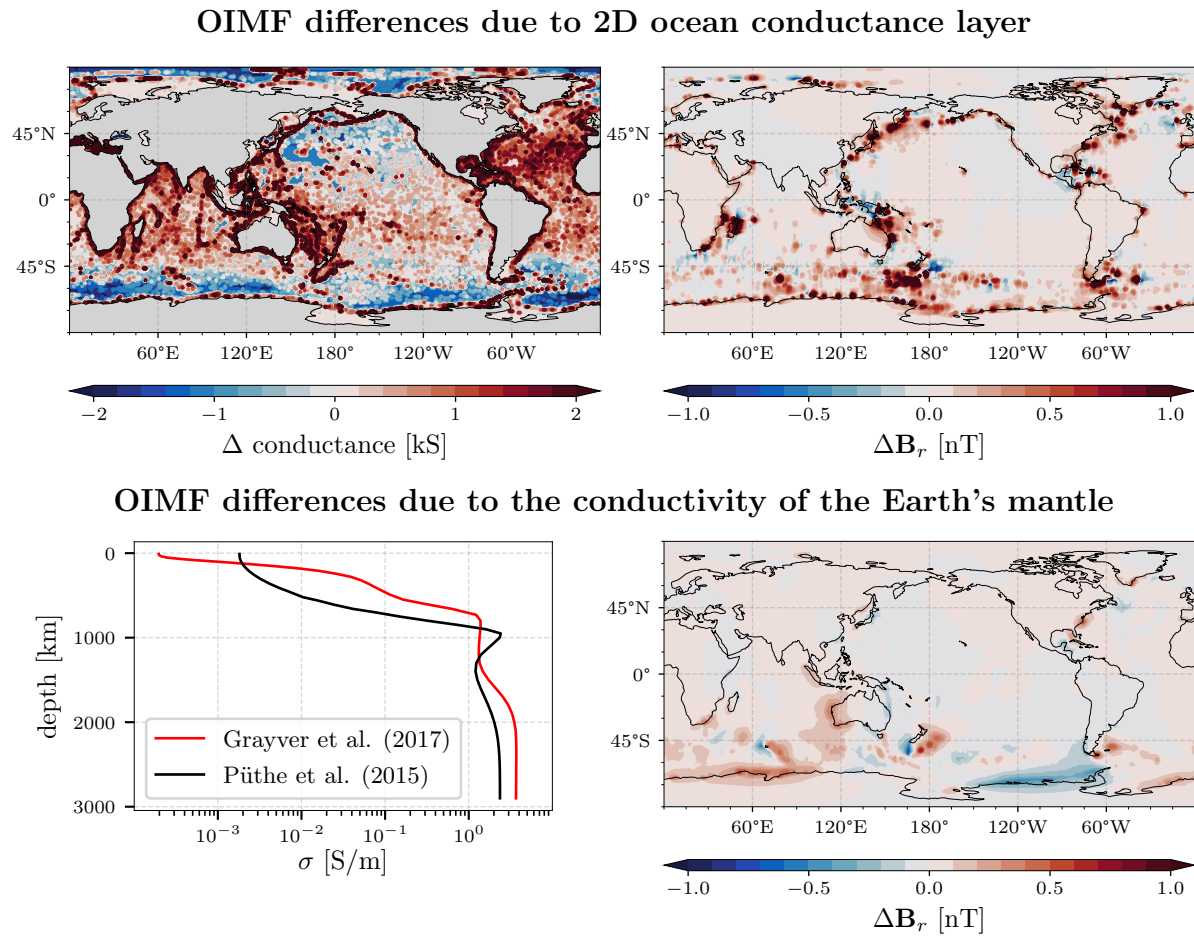 OIMF differences due to 2D ocean conductance layer
45°N
0°
45°S
60°E 120°E 180° 120°W 60°W
−2 −1 0 1 2
Δ conductance [kS]
45°N
0°
45°S
60°E 120°E 180° 120°W 60°W
−1.0 −0.5 0.0 0.5 1.0
ΔB_r [nT]
OIMF differences due to the conductivity of the Earth's mantle
0
1000
2000
3000
depth [km]
Grayver et al. (2017)
Püthe et al. (2015)
10⁻³ 10⁻² 10⁻¹ 10⁰
σ [S/m]
45°N
0°
45°S
60°E 120°E 180° 120°W 60°W
−1.0 −0.5 0.0 0.5 1.0
ΔB_r [nT]